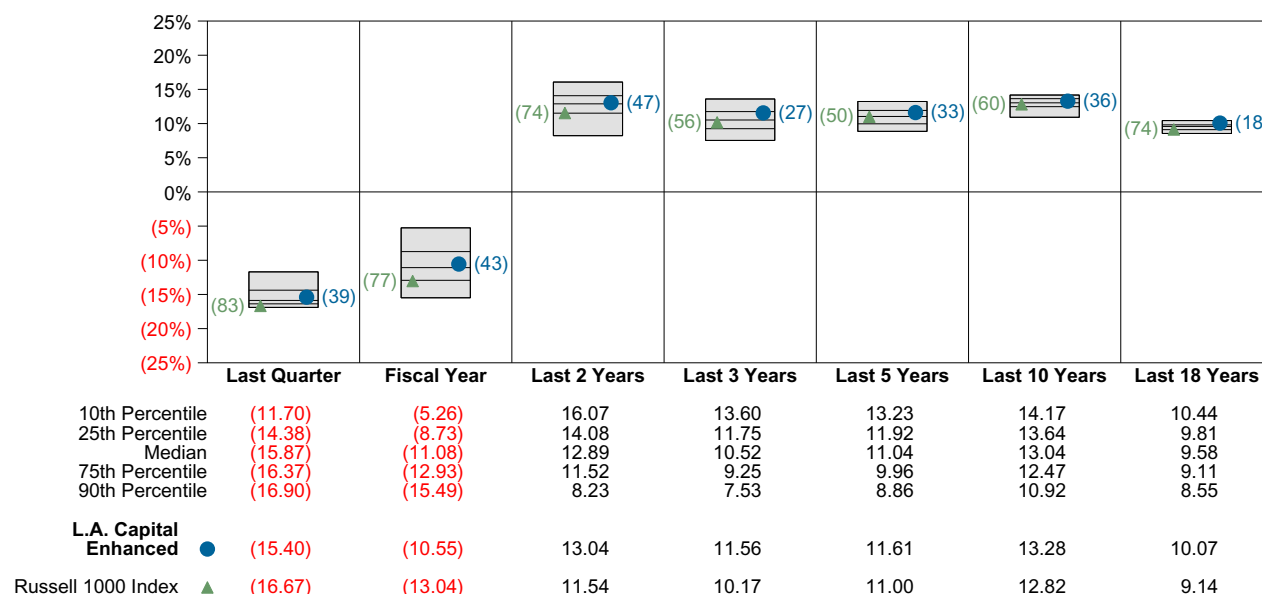 25%
20%
15%
10%
5%
0%
(5%)
(10%)
(15%)
(20%)
(25%)
(83) (39)
(77) (43)
(74) (47)
(56) (27)
(50) (33)
(60) (36)
(74) (18
Last Quarter Fiscal Year Last 2 Years Last 3 Years Last 5 Years Last 10 Years Last 18 Years
10th Percentile (11.70) (5.26) 16.07 13.60 13.23 14.17 10.44
25th Percentile (14.38) (8.73) 14.08 11.75 11.92 13.64 9.81
Median (15.87) (11.08) 12.89 10.52 11.04 13.04 9.58
75th Percentile (16.37) (12.93) 11.52 9.25 9.96 12.47 9.11
90th Percentile (16.90) (15.49) 8.23 7.53 8.86 10.92 8.55
L.A. Capital
Enhanced (15.40) (10.55) 13.04 11.56 11.61 13.28 10.07
Russell 1000 Index (16.67) (13.04) 11.54 10.17 11.00 12.82 9.14